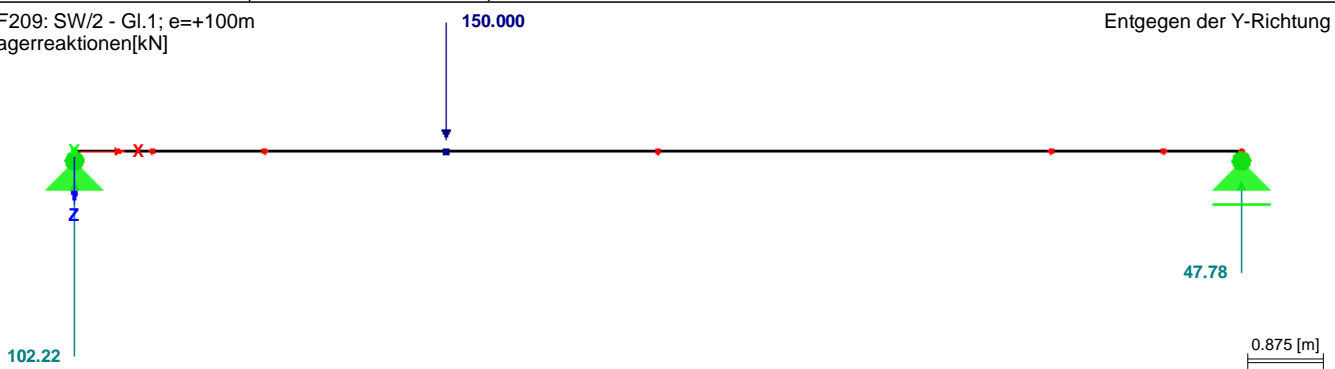 F209: SW/2 - Gl.1; e=+100m
agerreaktionen[kN]
150.000
Entgegen der Y-Richtung
X
Z
47.78
102.22
0.875 [m]